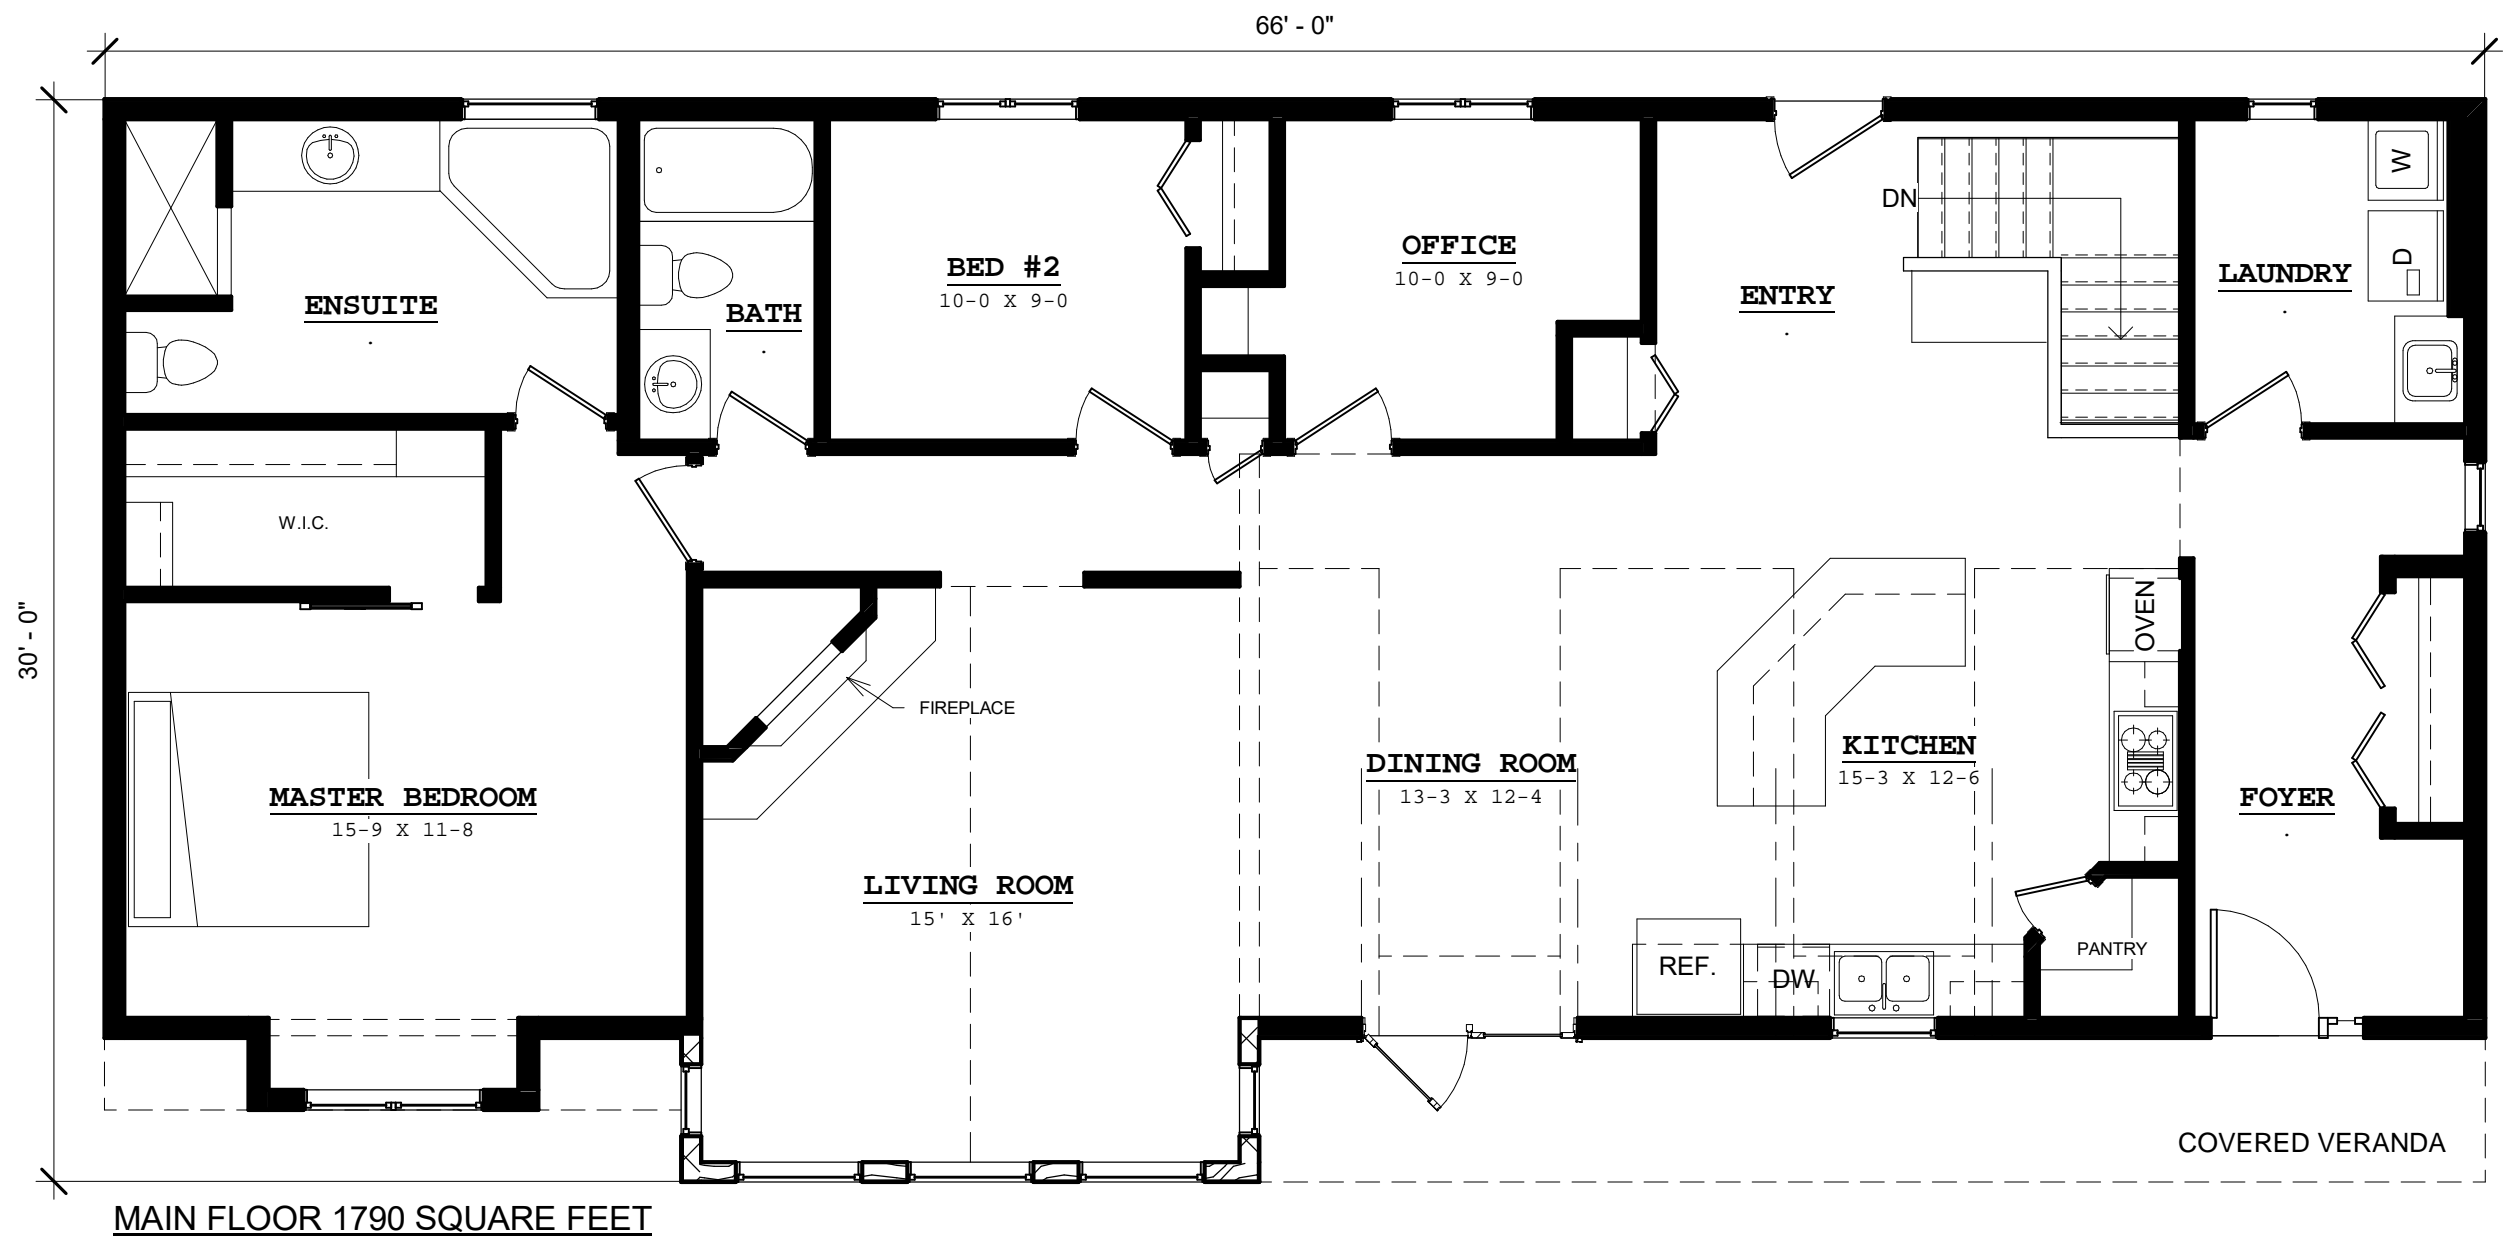 66' - 0"
30' - 0"
ENSUITE
BATH
BED #2
10-0 X 9-0
OFFICE
10-0 X 9-0
ENTRY
DN
LAUNDRY
W
D
W.I.C.
MASTER BEDROOM
15-9 X 11-8
FIREPLACE
LIVING ROOM
15' X 16'
DINING ROOM
13-3 X 12-4
KITCHEN
15-3 X 12-6
OVEN
REF.
DW
PANTRY
FOYER
COVERED VERANDA
MAIN FLOOR 1790 SQUARE FEET